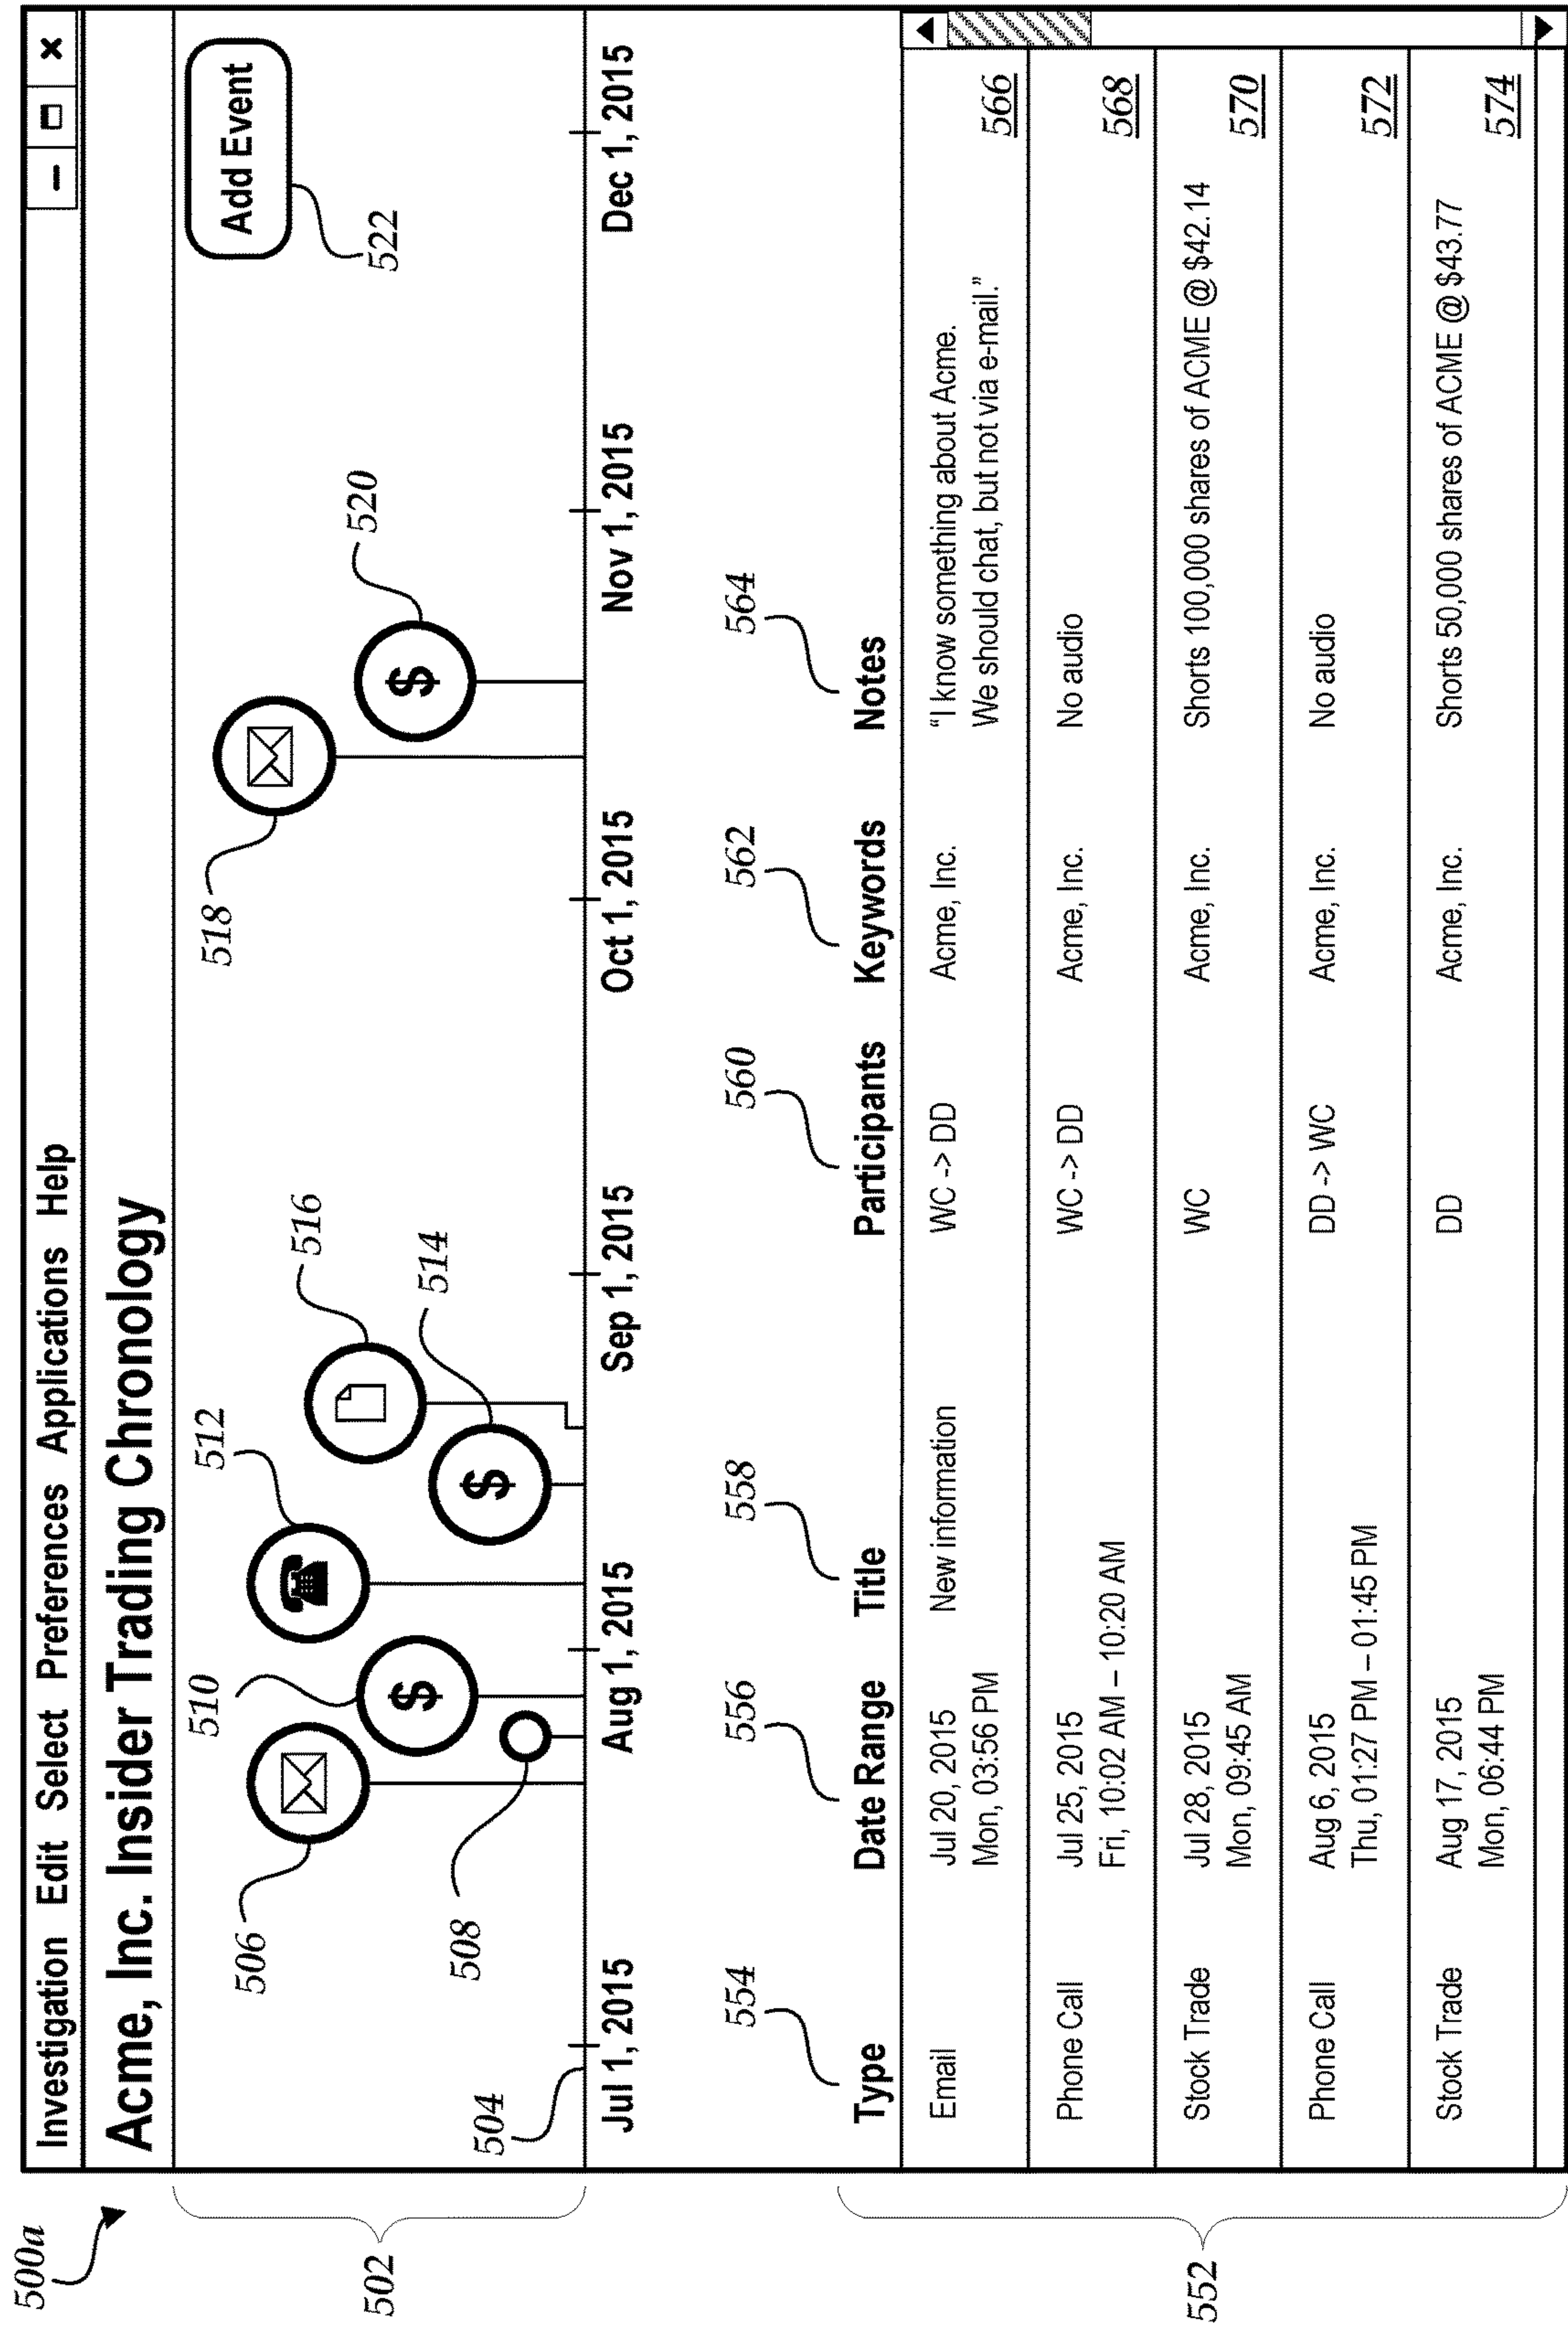 500a
Investigation Edit Select Preferences Applications Help
Acme, Inc. Insider Trading Chronology
502
Add Event
522
506
508
510
512
514
516
518
520
504
Jul 1, 2015 Aug 1, 2015 Sep 1, 2015 Oct 1, 2015 Nov 1, 2015 Dec 1, 2015
552
554 556 558 560 562 564
Type Date Range Title Participants Keywords Notes
Email Jul 20, 2015 New information WC -> DD Acme, Inc. “I know something about Acme.
Mon, 03:56 PM We should chat, but not via e-mail.” 566
Phone Call Jul 25, 2015 WC -> DD Acme, Inc. No audio
Fri, 10:02 AM – 10:20 AM 568
Stock Trade Jul 28, 2015 WC Acme, Inc. Shorts 100,000 shares of ACME @ $42.14
Mon, 09:45 AM 570
Phone Call Aug 6, 2015 DD -> WC Acme, Inc. No audio
Thu, 01:27 PM – 01:45 PM 572
Stock Trade Aug 17, 2015 DD Acme, Inc. Shorts 50,000 shares of ACME @ $43.77
Mon, 06:44 PM 574